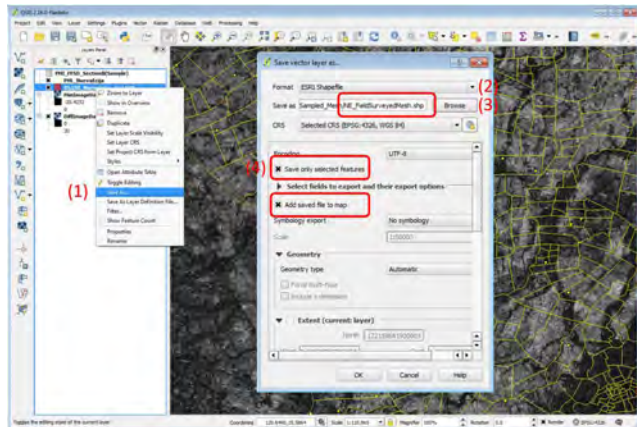 Project Edit View Layer Settings Plugins Vector Raster Database Web Processing Help
Layers Panel
PHI_Nuevaecija
Zoom to Layer
Show in Overview
Remove
Duplicate
Set Layer Scale Visibility
Set Layer CRS
Set Project CRS from Layer
Styles
Open Attribute Table
Toggle Editing
Save As...
Save As Layer Definition File...
Filter...
Show Feature Count
Properties
Rename
(1)
Save vector layer as...
Format ESRI Shapefile
(2)
Save as Sampled_Mesh/NE_FieldSurveyedMesh.shp Browse
(3)
CRS Selected CRS (EPSG:4326, WGS 84)
Encoding UTF-8
(4)
Save only selected features
Select fields to export and their export options
Add saved file to map
Symbology export No symbology
Scale 1:50000
Geometry
Geometry type Automatic
Force multi-type
Include z-dimension
Extent (current: layer)
North
OK Cancel Help
Toggles the editing state of the current layer
Coordinate Scale Magnifier 100% Rotation 0.0 Render EPSG:4326